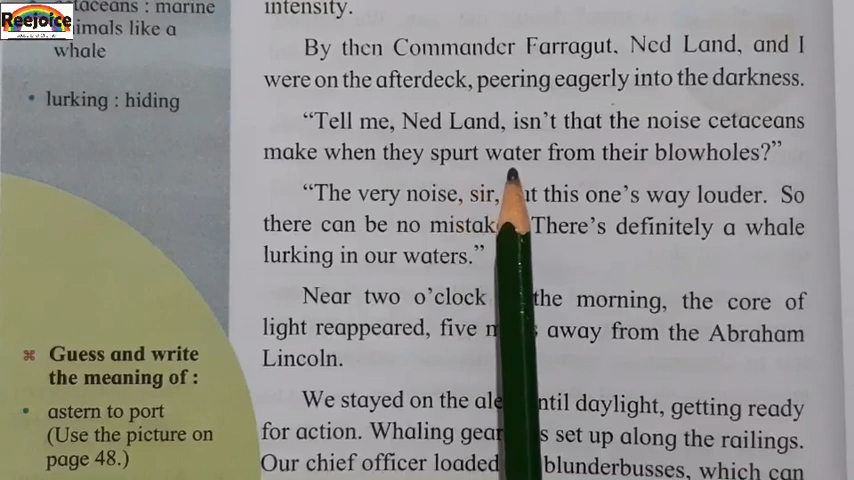 Reejoice
cetaceans : marine
animals like a
whale
• lurking : hiding
Guess and write
the meaning of :
• astern to port
(Use the picture on
page 48.)
intensity.
By then Commander Farragut, Ned Land, and I
were on the afterdeck, peering eagerly into the darkness.
“Tell me, Ned Land, isn’t that the noise cetaceans
make when they spurt water from their blowholes?”
“The very noise, sir, but this one’s way louder. So
there can be no mistake. There’s definitely a whale
lurking in our waters.”
Near two o’clock the morning, the core of
light reappeared, five away from the Abraham
Lincoln.
We stayed on the until daylight, getting ready
for action. Whaling gear set up along the railings.
Our chief officer loaded blunderbusses, which can